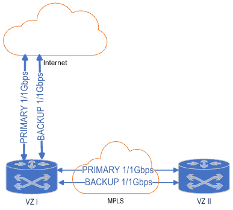 Internet
PRIMARY 1/1Gbps
BACKUP 1/1Gbps
PRIMARY 1/1Gbps
BACKUP 1/1Gbps
VZ I
MPLS
VZ II